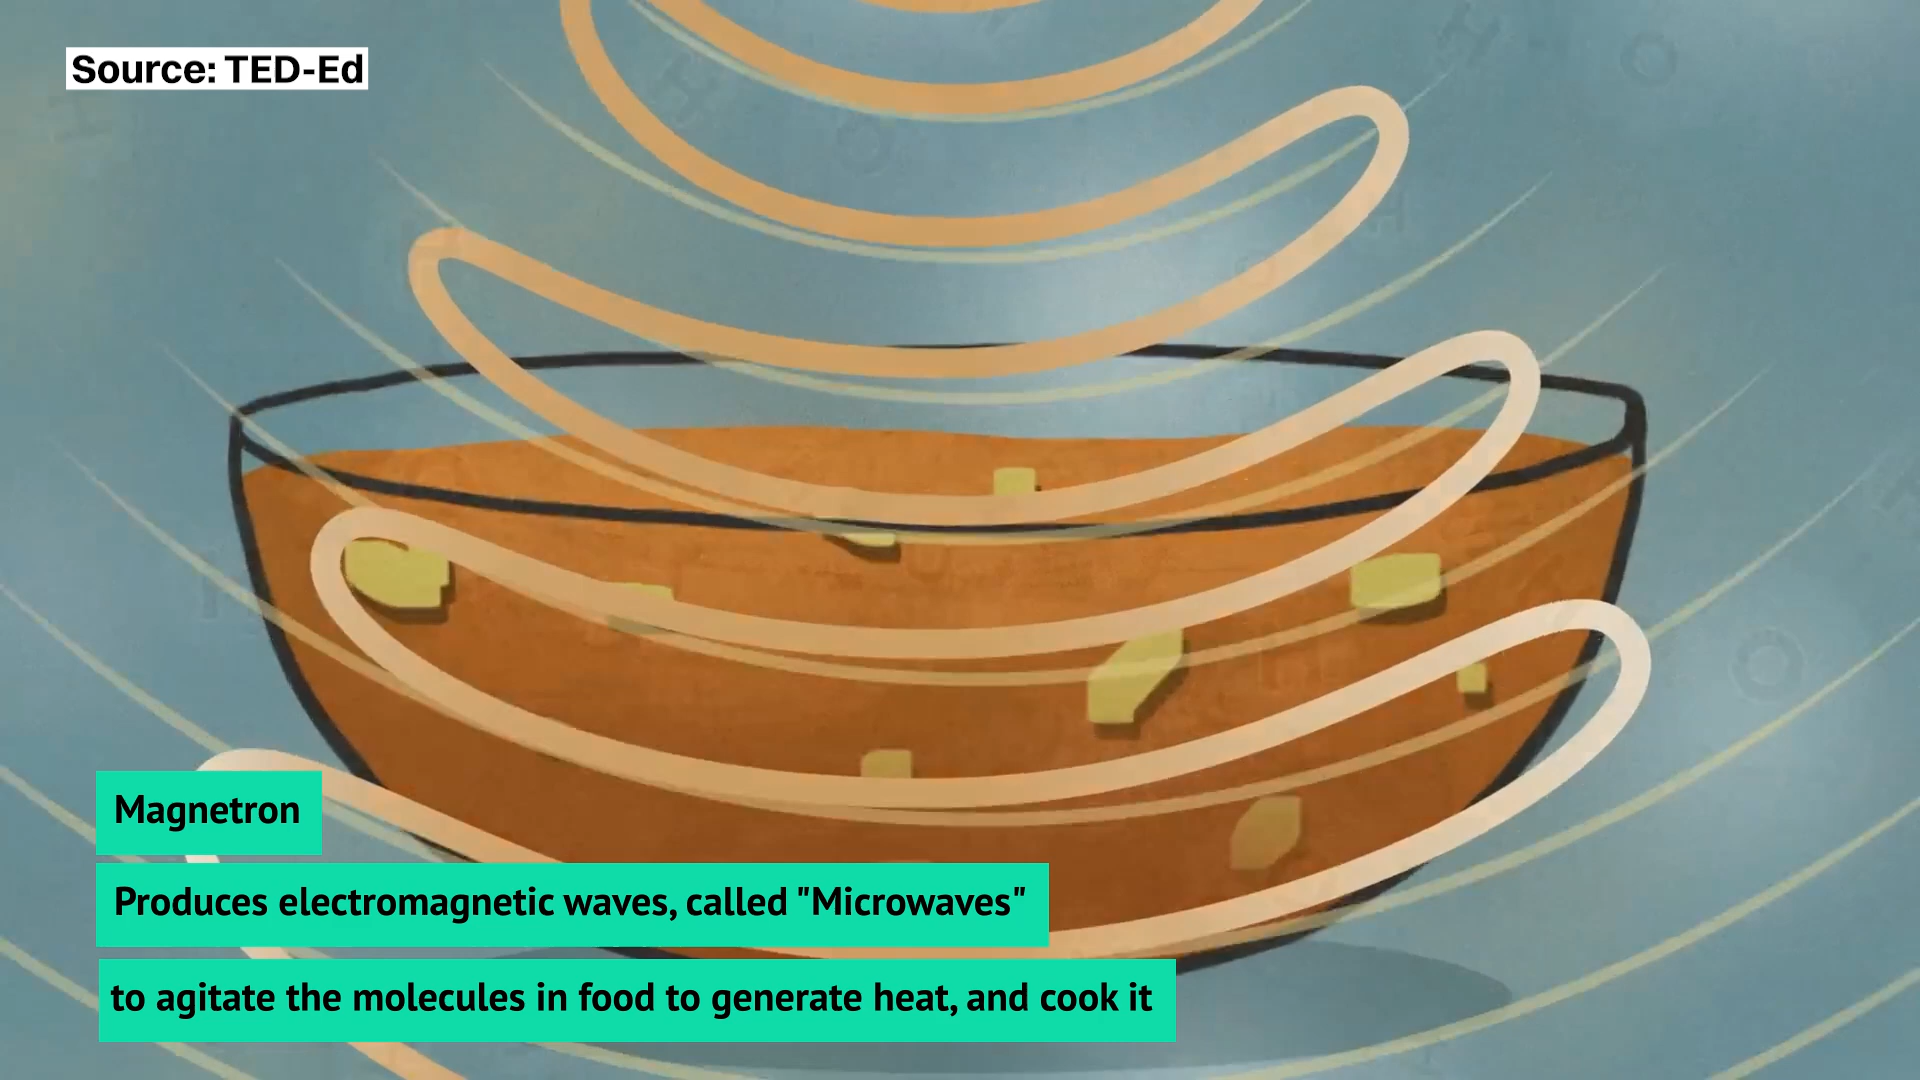 Source: TED-Ed
Magnetron
Produces electromagnetic waves, called "Microwaves"
to agitate the molecules in food to generate heat, and cook it